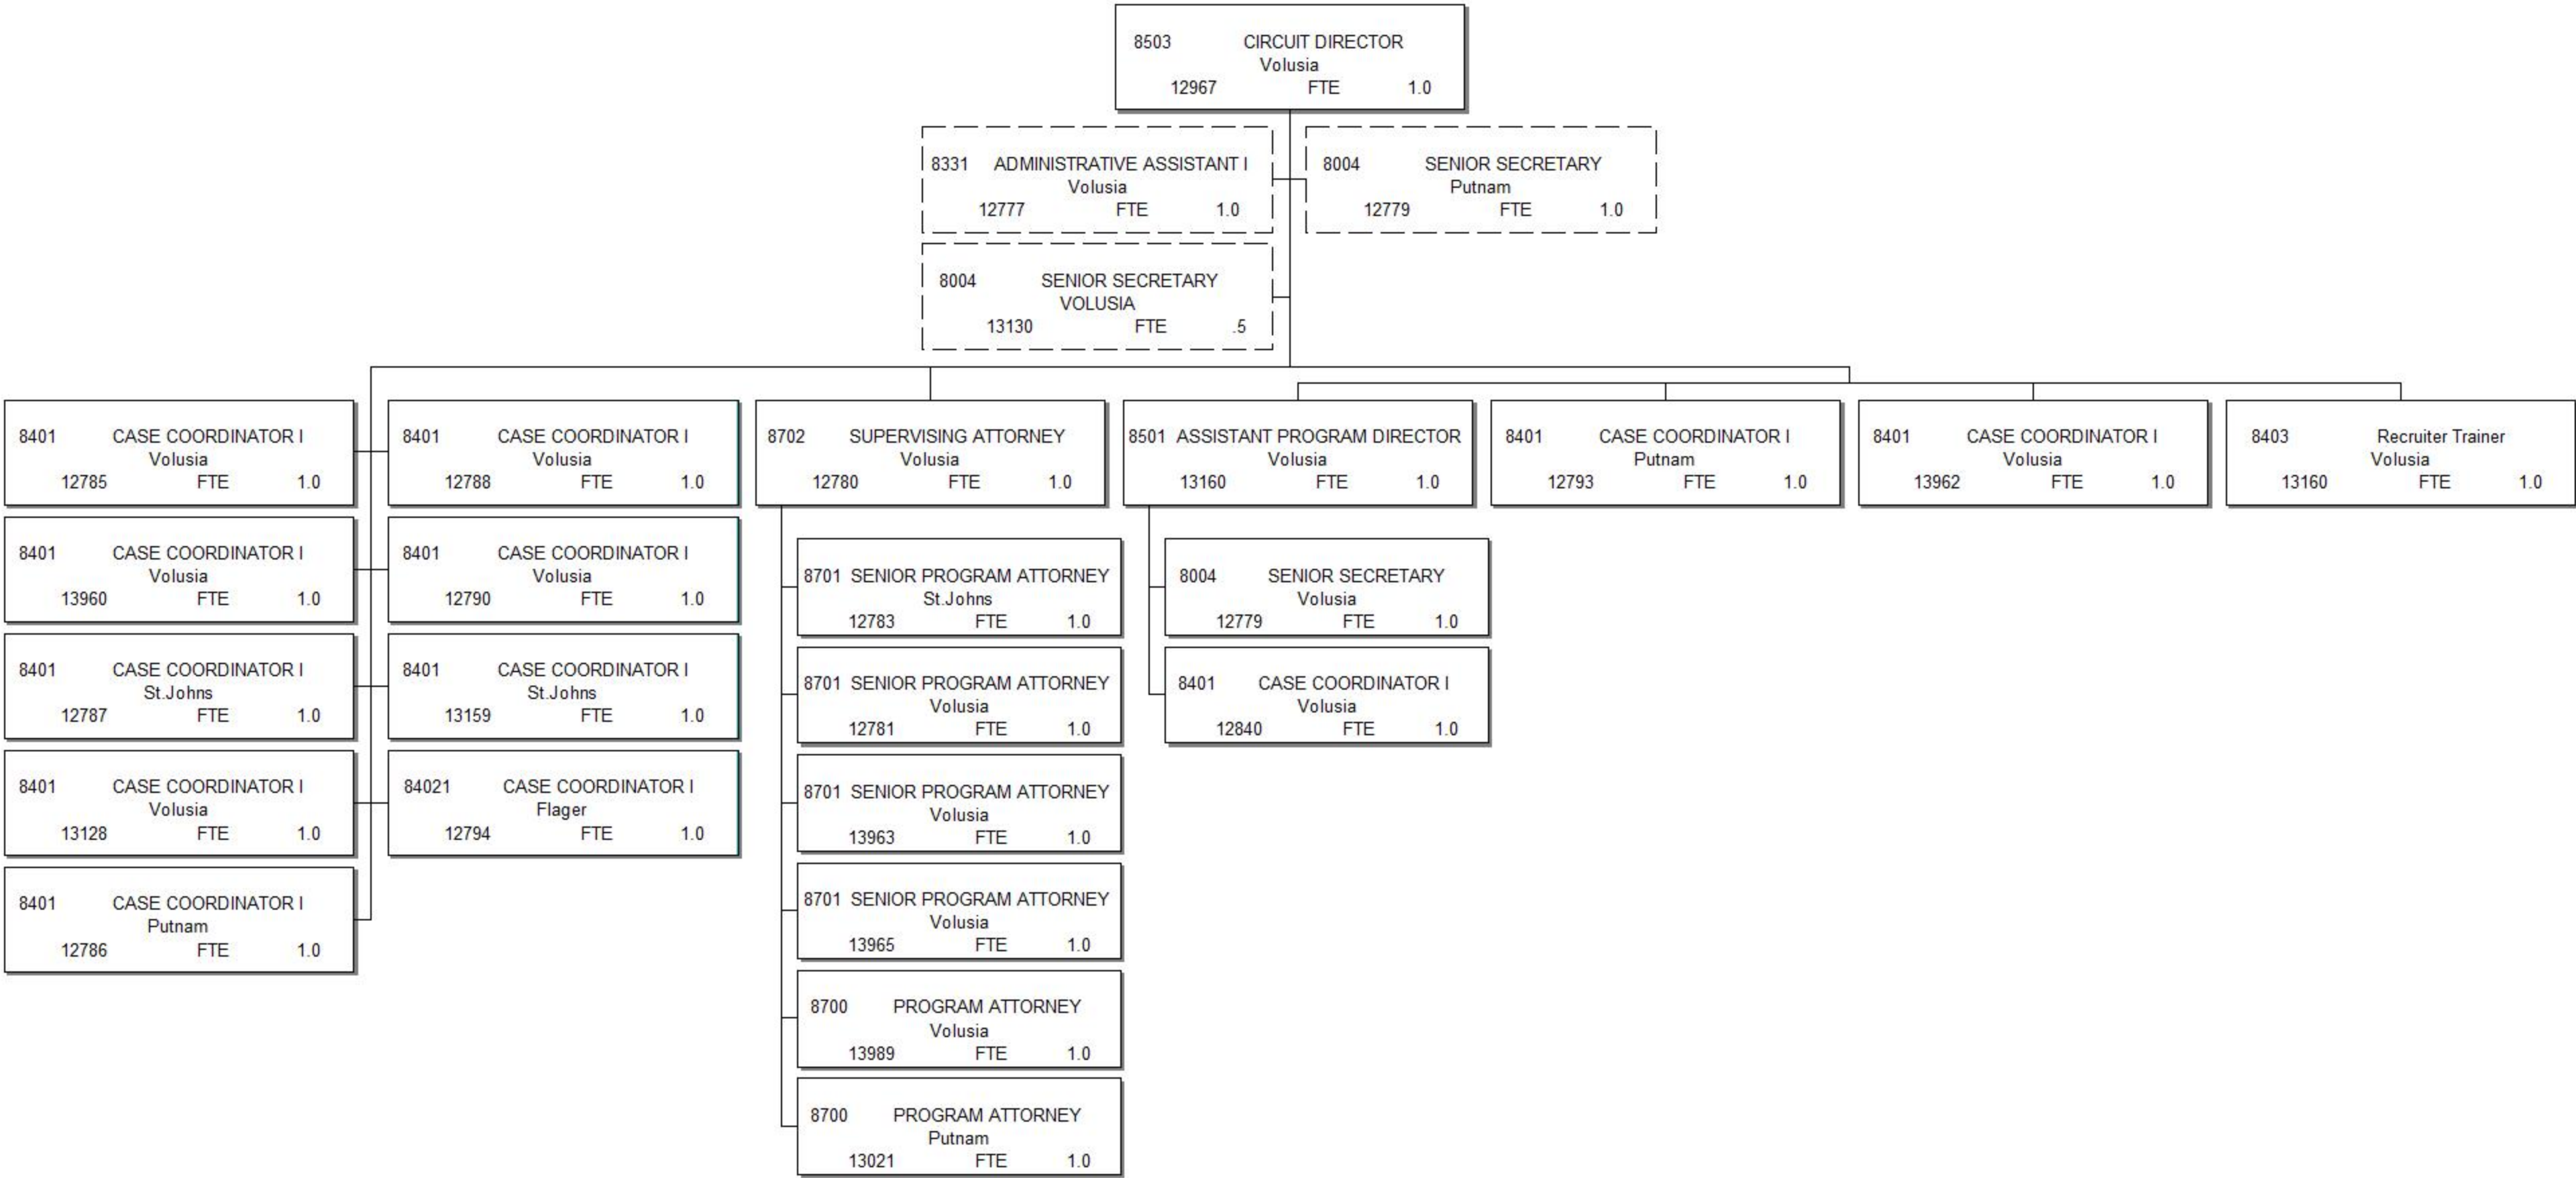 8503 CIRCUIT DIRECTOR
Volusia
12967 FTE 1.0
8331 ADMINISTRATIVE ASSISTANT I
Volusia
12777 FTE 1.0
8004 SENIOR SECRETARY
Putnam
12779 FTE 1.0
8004 SENIOR SECRETARY
VOLUSIA
13130 FTE .5
8401 CASE COORDINATOR I
Volusia
12785 FTE 1.0
8401 CASE COORDINATOR I
Volusia
13960 FTE 1.0
8401 CASE COORDINATOR I
St.Johns
12787 FTE 1.0
8401 CASE COORDINATOR I
Volusia
13128 FTE 1.0
8401 CASE COORDINATOR I
Putnam
12786 FTE 1.0
8401 CASE COORDINATOR I
Volusia
12788 FTE 1.0
8401 CASE COORDINATOR I
Volusia
12790 FTE 1.0
8401 CASE COORDINATOR I
St.Johns
13159 FTE 1.0
84021 CASE COORDINATOR I
Flager
12794 FTE 1.0
8702 SUPERVISING ATTORNEY
Volusia
12780 FTE 1.0
8701 SENIOR PROGRAM ATTORNEY
St.Johns
12783 FTE 1.0
8701 SENIOR PROGRAM ATTORNEY
Volusia
12781 FTE 1.0
8701 SENIOR PROGRAM ATTORNEY
Volusia
13963 FTE 1.0
8701 SENIOR PROGRAM ATTORNEY
Volusia
13965 FTE 1.0
8700 PROGRAM ATTORNEY
Volusia
13989 FTE 1.0
8700 PROGRAM ATTORNEY
Putnam
13021 FTE 1.0
8501 ASSISTANT PROGRAM DIRECTOR
Volusia
13160 FTE 1.0
8004 SENIOR SECRETARY
Volusia
12779 FTE 1.0
8401 CASE COORDINATOR I
Volusia
12840 FTE 1.0
8401 CASE COORDINATOR I
Putnam
12793 FTE 1.0
8401 CASE COORDINATOR I
Volusia
13962 FTE 1.0
8403 Recruiter Trainer
Volusia
13160 FTE 1.0